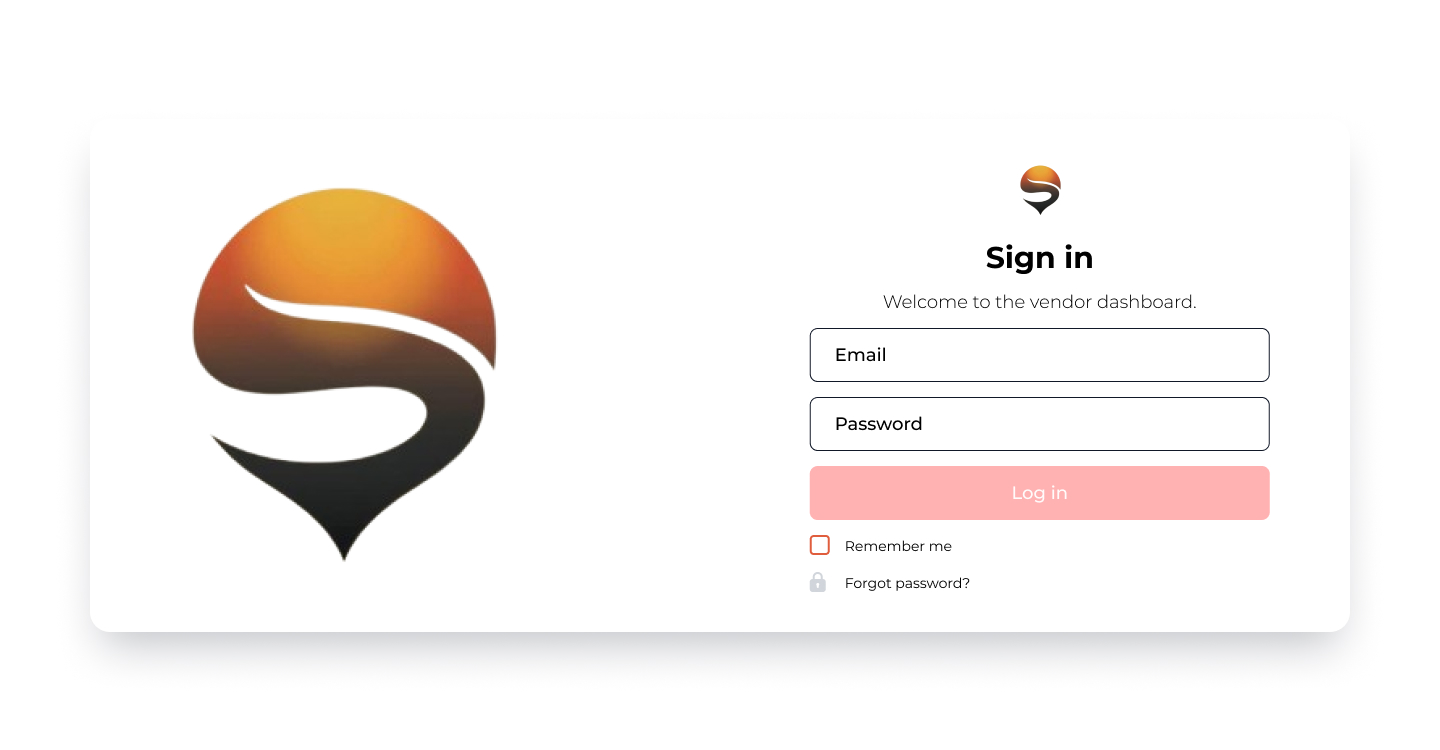 Sign in
Welcome to the vendor dashboard.
Email
Password
Log in
Remember me
Forgot password?